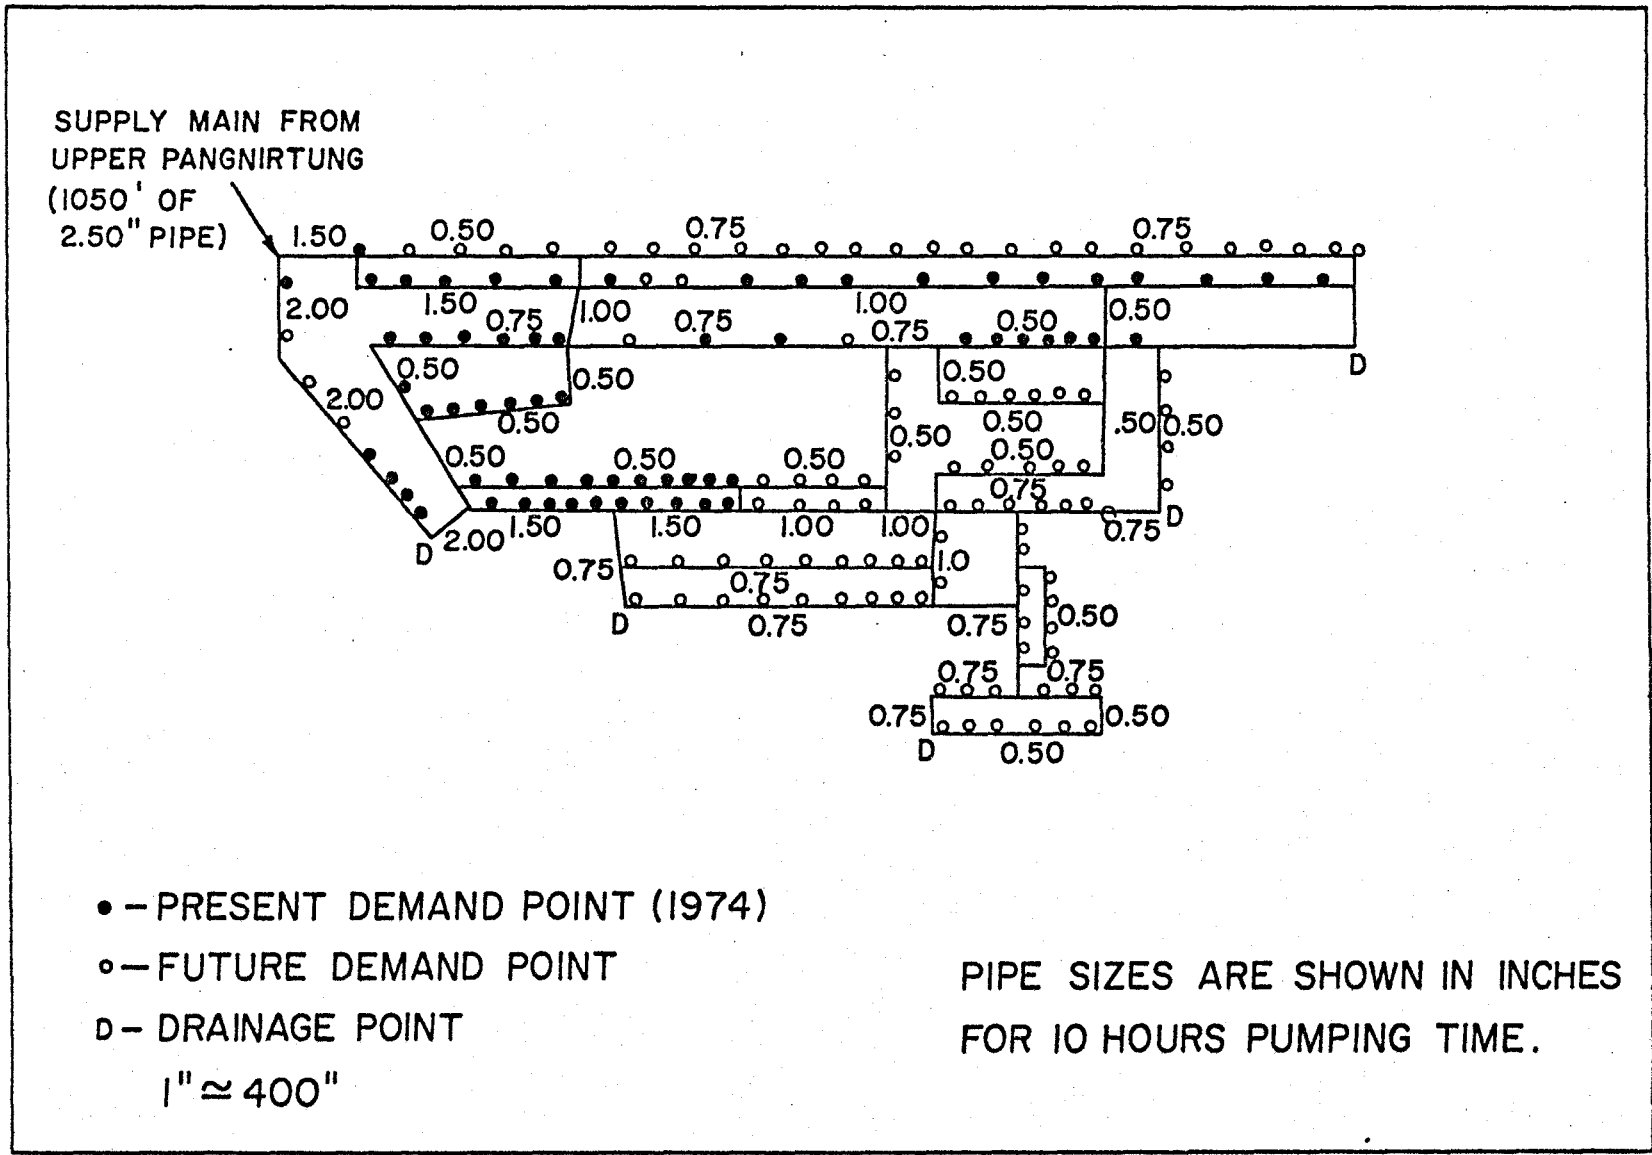 SUPPLY MAIN FROM
UPPER PANGNIRTUNG
(1050' OF
2.50" PIPE)
1.50 0.50 0.75 0.75
2.00 1.50 1.00 1.00 0.50
0.75 0.75 0.75 0.50
D
0.50 0.50 0.50
2.00 0.50 0.50 .50 0.50
0.50 0.50 0.50 0.50 0.50
0.75
D 2.00 1.50 1.50 1.00 1.00 0.75 D
0.75 1.0
0.75
D 0.75 0.75 0.50
0.75 0.75
0.75 0.50
D 0.50
• – PRESENT DEMAND POINT (1974)
o – FUTURE DEMAND POINT
D – DRAINAGE POINT
1" ≃ 400"
PIPE SIZES ARE SHOWN IN INCHES
FOR 10 HOURS PUMPING TIME.